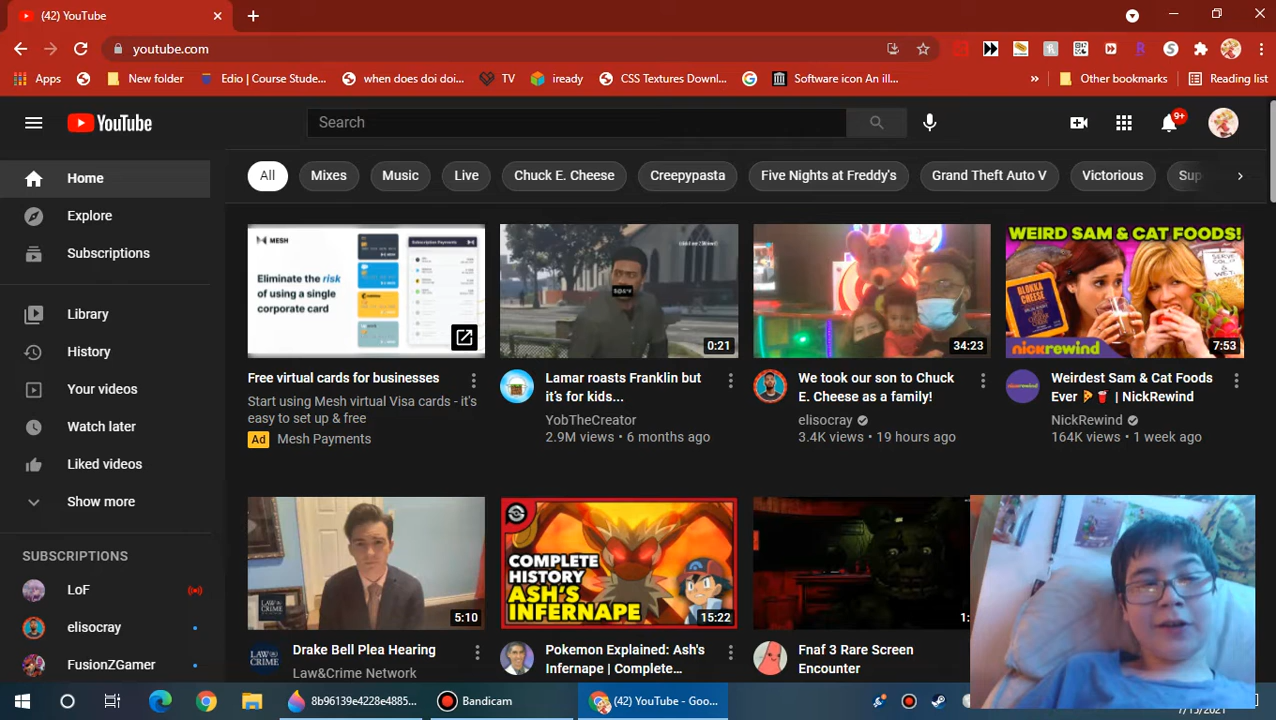 (42) YouTube
youtube.com
Apps
New folder
Edio | Course Stude...
when does doi doi...
TV
iready
CSS Textures Downl...
Software icon An ill...
Other bookmarks
Reading list
YouTube
Search
9+
Home
Explore
Subscriptions
Library
History
Your videos
Watch later
Liked videos
Show more
SUBSCRIPTIONS
LoF
elisocray
FusionZGamer
All
Mixes
Music
Live
Chuck E. Cheese
Creepypasta
Five Nights at Freddy's
Grand Theft Auto V
Victorious
Sup
MESH
Subscription Payments
Eliminate the risk
of using a single
corporate card
Free virtual cards for businesses
Start using Mesh virtual Visa cards - it's
easy to set up & free
Ad Mesh Payments
0:21
Lamar roasts Franklin but
it's for kids...
YobTheCreator
2.9M views • 6 months ago
34:23
We took our son to Chuck
E. Cheese as a family!
elisocray
3.4K views • 19 hours ago
WEIRD SAM & CAT FOODS!
BLOKKA
CHEESE
nickrewind
7:53
Weirdest Sam & Cat Foods
Ever 🍕🥤 | NickRewind
NickRewind
164K views • 1 week ago
LAW&
CRIME
5:10
LAW&
CRIME
Drake Bell Plea Hearing
Law&Crime Network
COMPLETE
HISTORY
ASH'S
INFERNAPE
15:22
Pokemon Explained: Ash's
Infernape | Complete...
1:
Fnaf 3 Rare Screen
Encounter
8b96139e4228e4885...
Bandicam
(42) YouTube - Goo...
7/15/2021